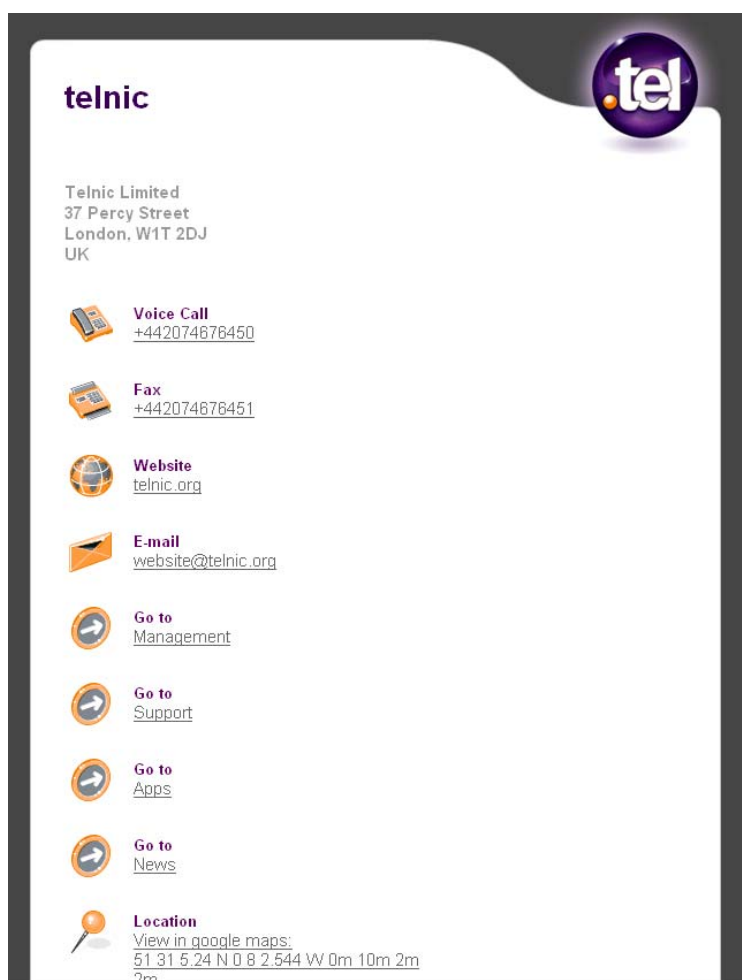 .tel
telnic
Telnic Limited
37 Percy Street
London, W1T 2DJ
UK
Voice Call
+442074676450
Fax
+442074676451
Website
telnic.org
E-mail
website@telnic.org
Go to
Management
Go to
Support
Go to
Apps
Go to
News
Location
View in google maps:
51 31 5.24 N 0 8 2.544 W 0m 10m 2m
2m